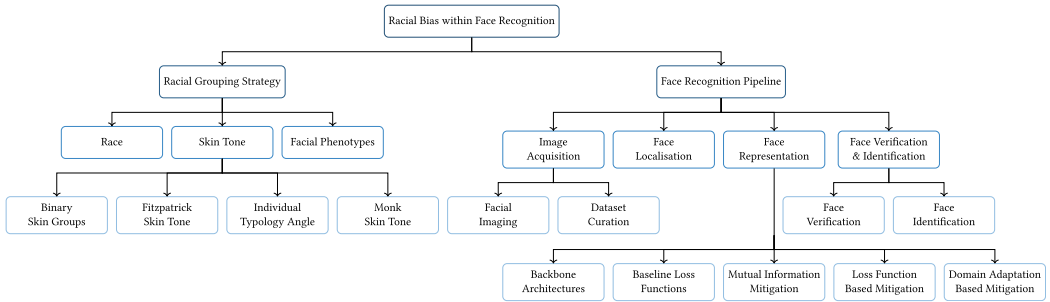 Racial Bias within Face Recognition
Racial Grouping Strategy
Face Recognition Pipeline
Race
Skin Tone
Facial Phenotypes
Image
Acquisition
Face
Localisation
Face
Representation
Face Verification
& Identification
Binary
Skin Groups
Fitzpatrick
Skin Tone
Individual
Typology Angle
Monk
Skin Tone
Facial
Imaging
Dataset
Curation
Face
Verification
Face
Identification
Backbone
Architectures
Baseline Loss
Functions
Mutual Information
Mitigation
Loss Function
Based Mitigation
Domain Adaptation
Based Mitigation